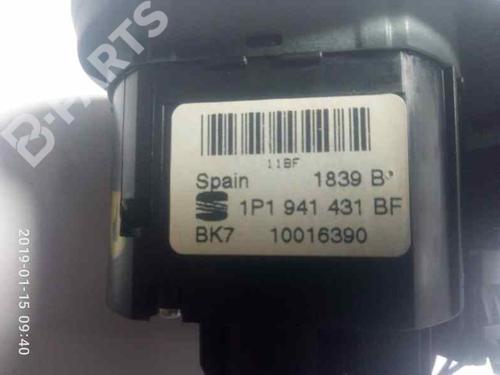 B-PARTS
11BF
Spain 1839 B
1P1 941 431 BF
BK7 10016390
2019-01-15 09:40